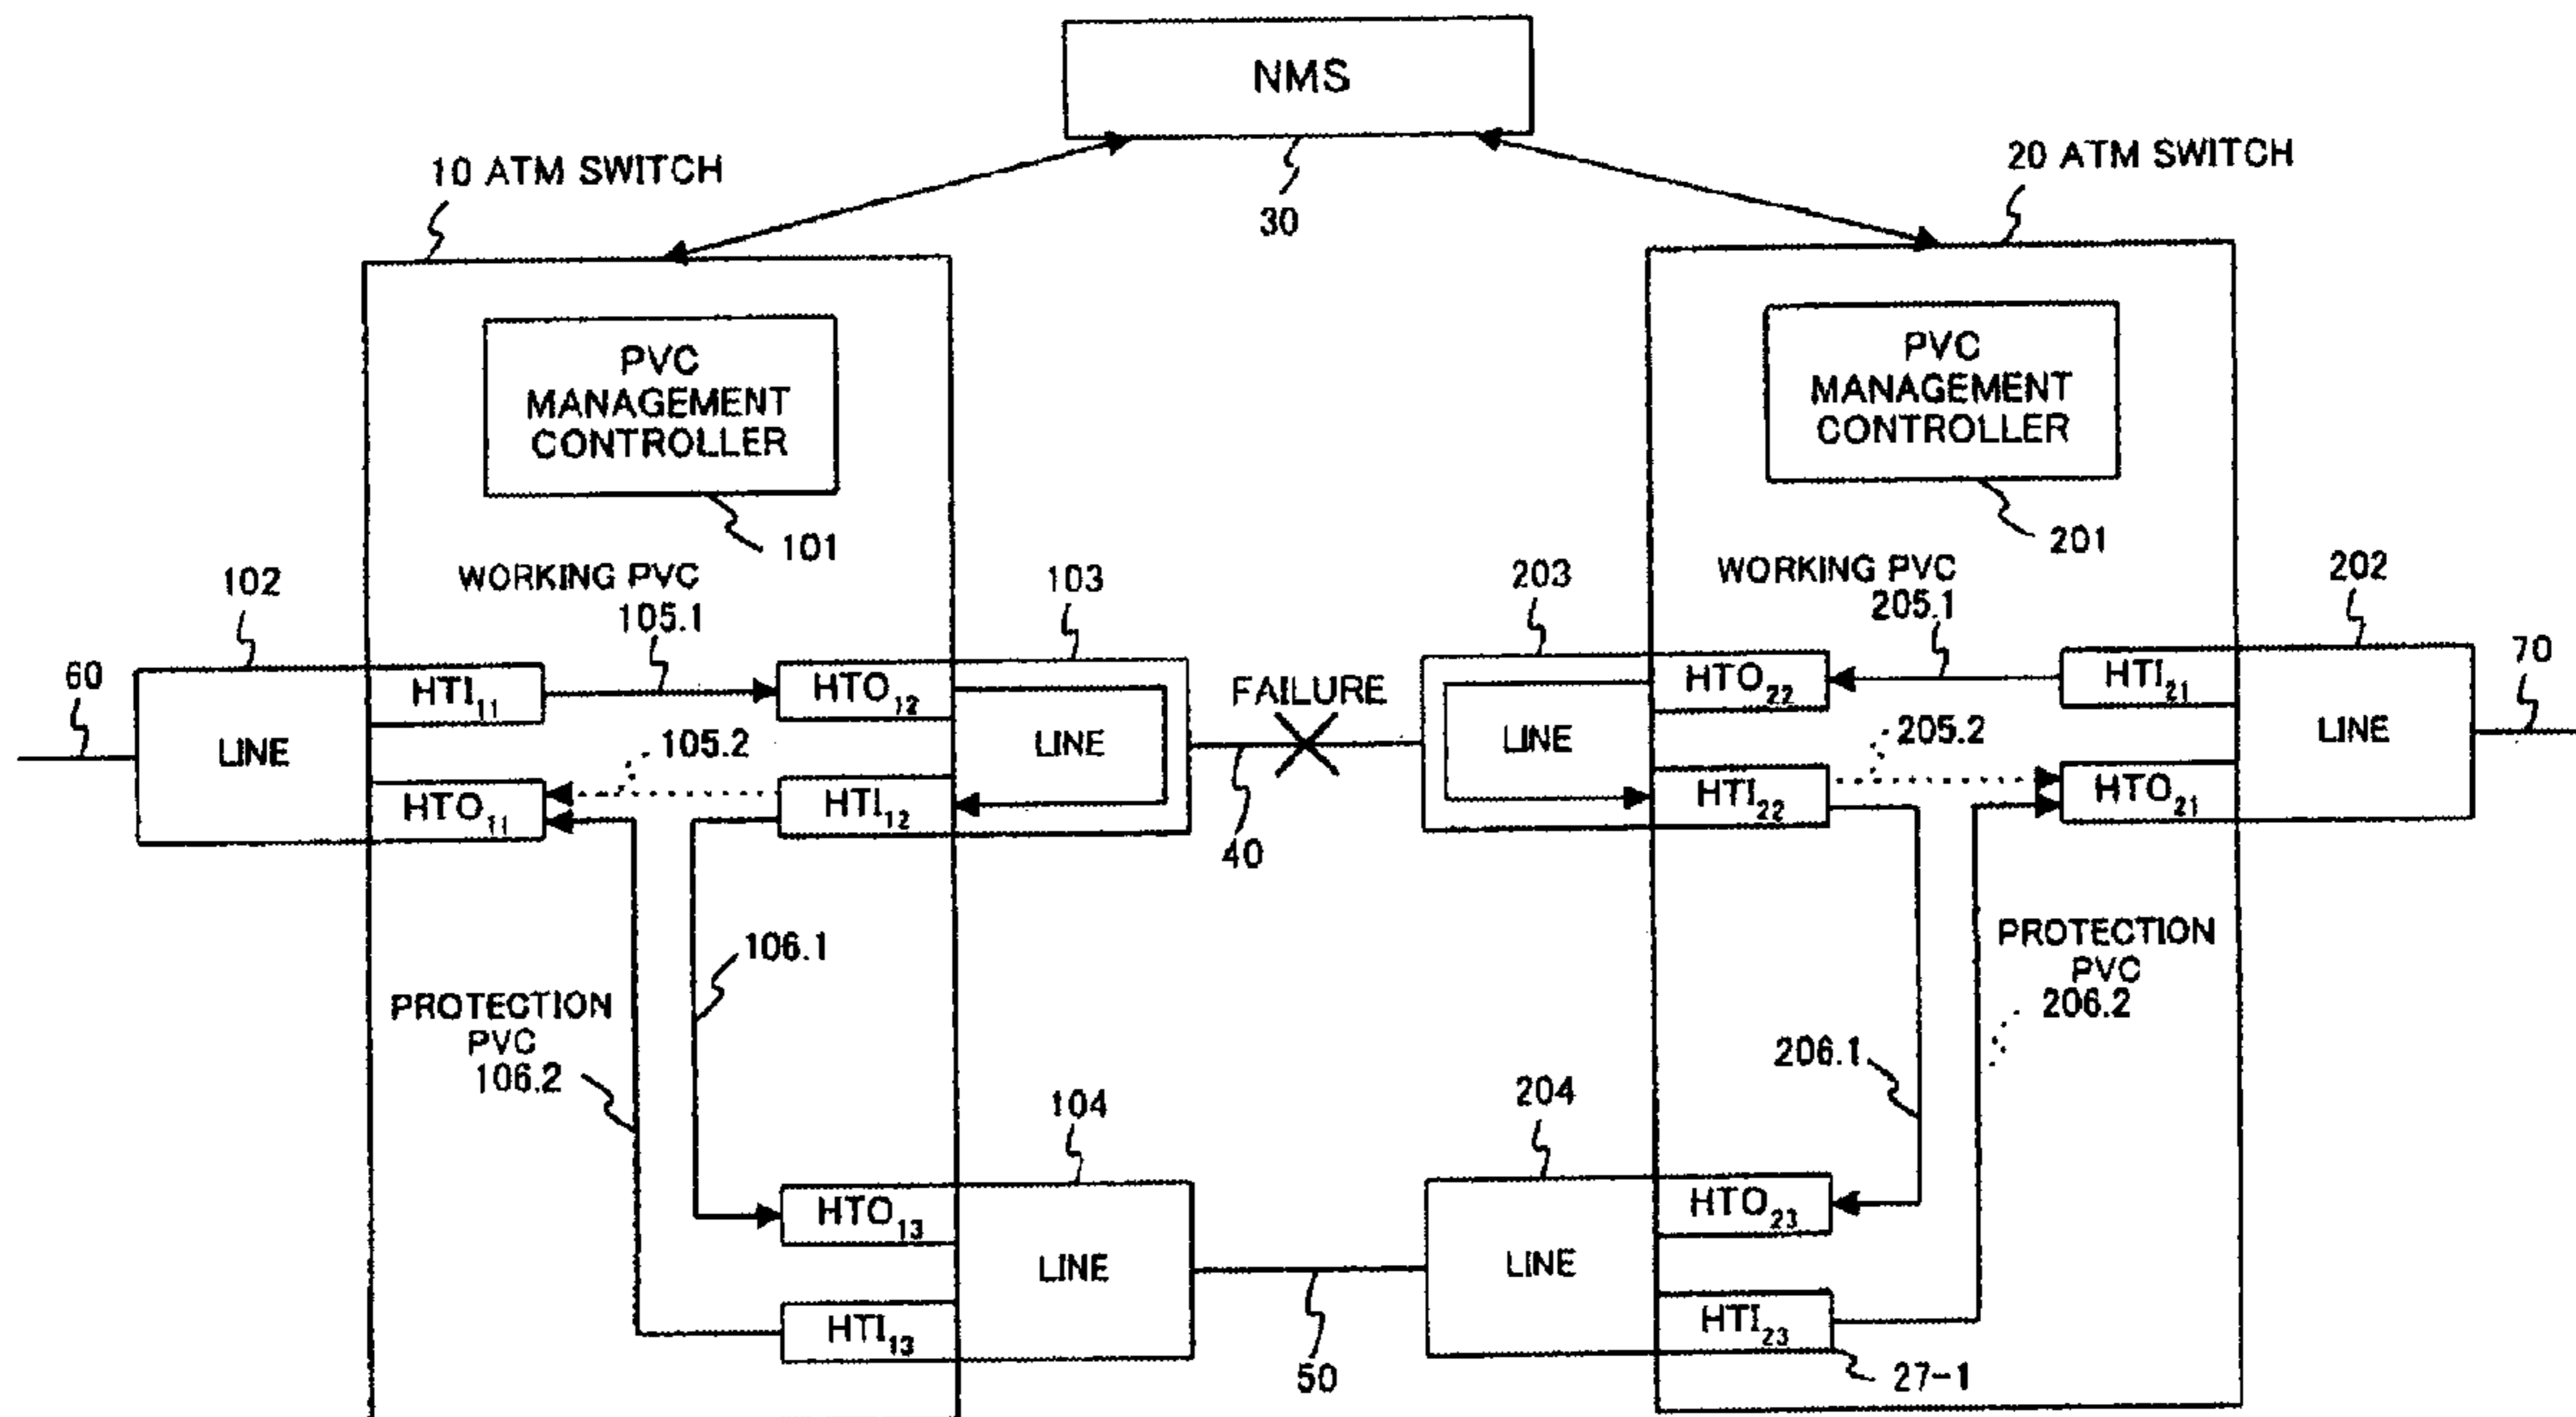 NMS
30
10 ATM SWITCH
20 ATM SWITCH
PVC
MANAGEMENT
CONTROLLER
101
PVC
MANAGEMENT
CONTROLLER
201
102
WORKING PVC
105.1
103
203
WORKING PVC
205.1
202
60
LINE
HTI11
HTO12
LINE
FAILURE
LINE
HTO22
HTI21
LINE
70
105.2
205.2
HTO11
HTI12
40
HTI22
HTO21
106.1
PROTECTION
PVC
106.2
PROTECTION
PVC
206.2
206.1
104
204
HTO13
LINE
LINE
HTO23
HTI13
50
HTI23
27-1